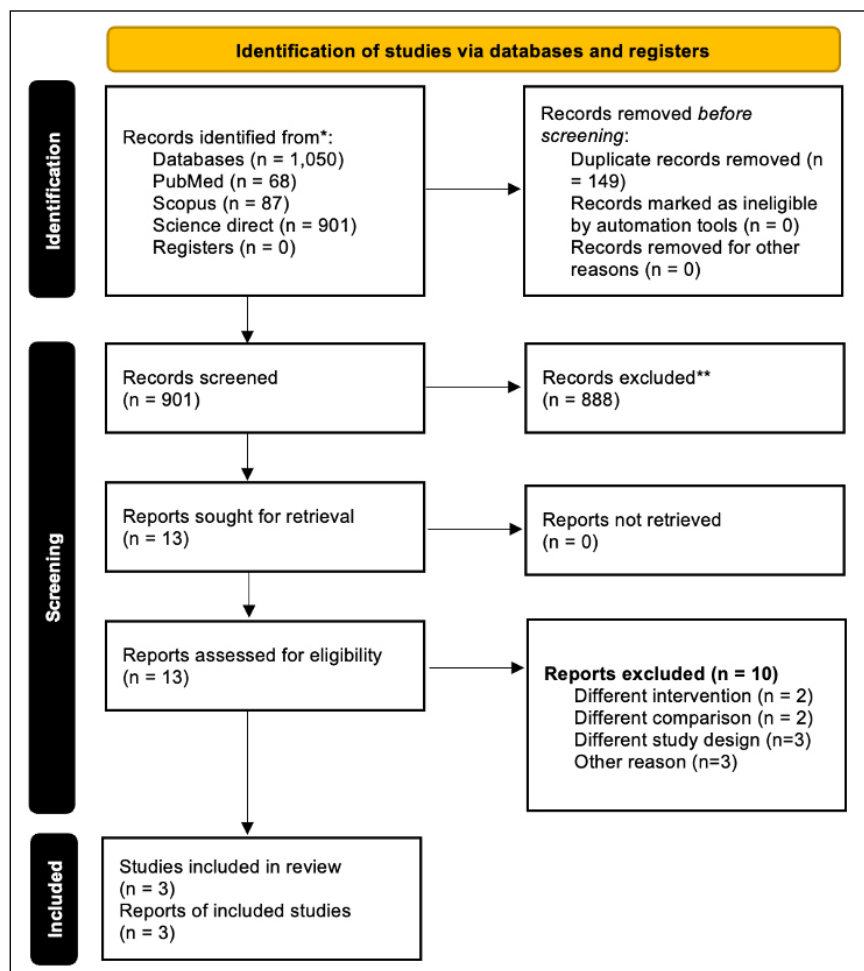 Identification of studies via databases and registers
Identification
Records identified from*:
Databases (n = 1,050)
PubMed (n = 68)
Scopus (n = 87)
Science direct (n = 901)
Registers (n = 0)
Records removed before
screening:
Duplicate records removed (n
= 149)
Records marked as ineligible
by automation tools (n = 0)
Records removed for other
reasons (n = 0)
Screening
Records screened
(n = 901)
Records excluded**
(n = 888)
Reports sought for retrieval
(n = 13)
Reports not retrieved
(n = 0)
Reports assessed for eligibility
(n = 13)
Reports excluded (n = 10)
Different intervention (n = 2)
Different comparison (n = 2)
Different study design (n=3)
Other reason (n=3)
Included
Studies included in review
(n = 3)
Reports of included studies
(n = 3)